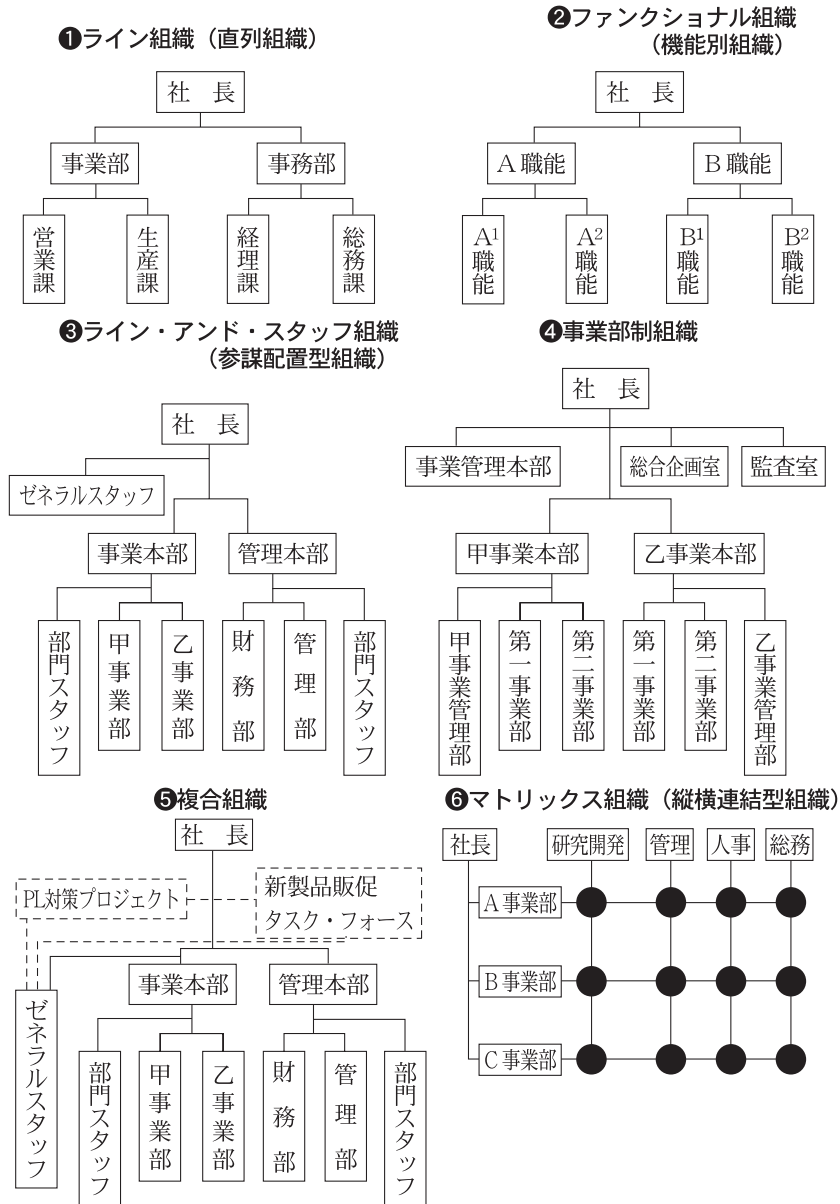 ❶ライン組織（直列組織）
社　長
事業部
事務部
営業課
生産課
経理課
総務課
❷ファンクショナル組織
（機能別組織）
社　長
A 職能
B 職能
A¹職能
A²職能
B¹職能
B²職能
❸ライン・アンド・スタッフ組織
（参謀配置型組織）
社　長
ゼネラルスタッフ
事業本部
管理本部
部門スタッフ
甲事業部
乙事業部
財務部
管理部
部門スタッフ
❹事業部制組織
社　長
事業管理本部
総合企画室
監査室
甲事業本部
乙事業本部
甲事業管理部
第一事業部
第二事業部
第一事業部
第二事業部
乙事業管理部
❺複合組織
社　長
PL対策プロジェクト
新製品販促
タスク・フォース
事業本部
管理本部
ゼネラルスタッフ
部門スタッフ
甲事業部
乙事業部
財務部
管理部
部門スタッフ
❻マトリックス組織（縦横連結型組織）
社長
研究開発
管理
人事
総務
A 事業部
B 事業部
C 事業部